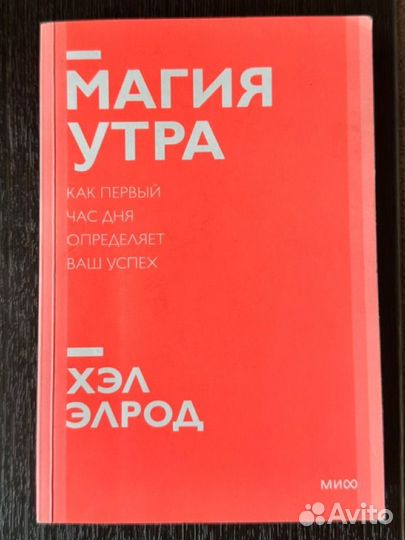 МАГИЯ
УТРА
КАК ПЕРВЫЙ
ЧАС ДНЯ
ОПРЕДЕЛЯЕТ
ВАШ УСПЕХ
ХЭЛ
ЭЛРОД
МИФ
Avito